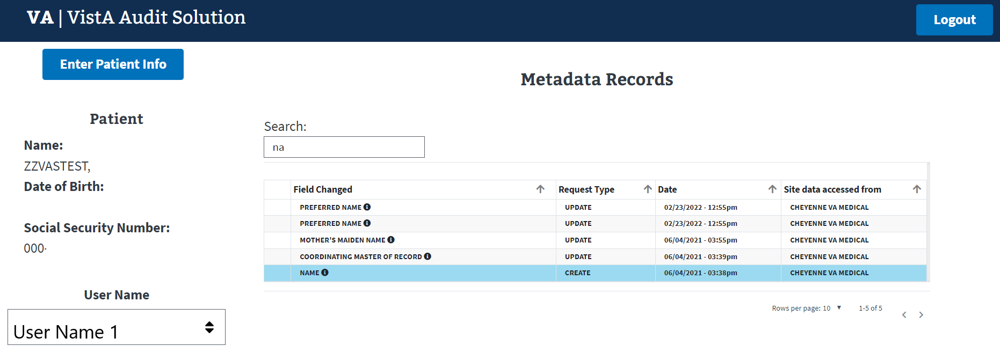 VA | VistA Audit Solution
Logout
Enter Patient Info
Metadata Records
Patient
Name:
ZZVASTEST,
Date of Birth:
Social Security Number:
000-
User Name
User Name 1
Search:
na
Field Changed Request Type Date Site data accessed from
PREFERRED NAME UPDATE 02/23/2022 - 12:55pm CHEYENNE VA MEDICAL
PREFERRED NAME UPDATE 02/23/2022 - 12:55pm CHEYENNE VA MEDICAL
MOTHER'S MAIDEN NAME UPDATE 06/04/2021 - 03:55pm CHEYENNE VA MEDICAL
COORDINATING MASTER OF RECORD UPDATE 06/04/2021 - 03:39pm CHEYENNE VA MEDICAL
NAME CREATE 06/04/2021 - 03:38pm CHEYENNE VA MEDICAL
Rows per page: 10 1-5 of 5